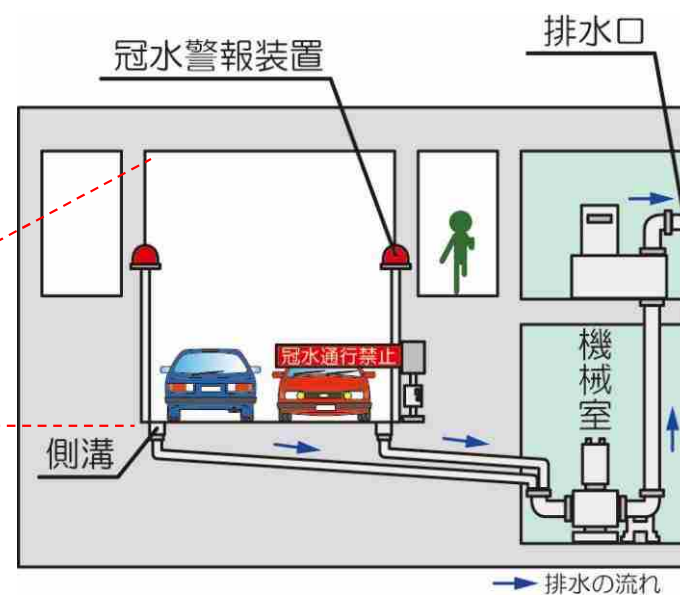 冠水警報装置
排水口
冠水通行禁止
機械室
側溝
排水の流れ